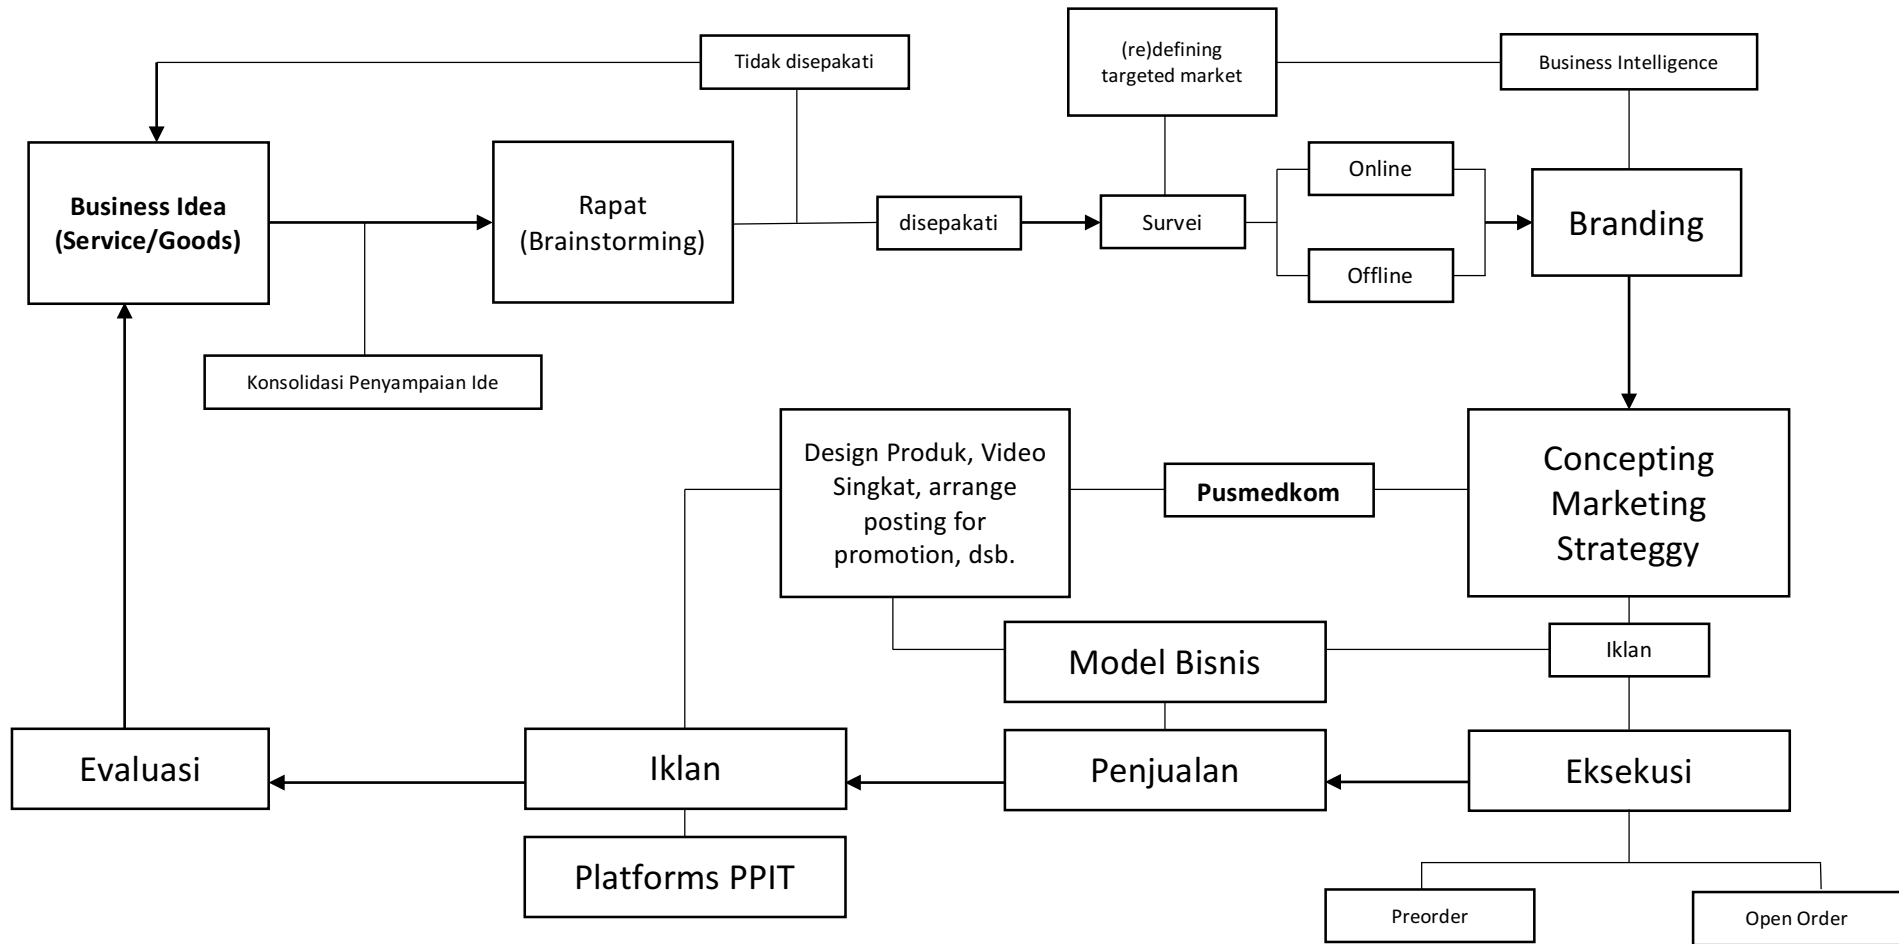 Tidak disepakati
(re)defining
targeted market
Business Intelligence
Business Idea
(Service/Goods)
Rapat
(Brainstorming)
disepakati
Survei
Online
Offline
Branding
Konsolidasi Penyampaian Ide
Design Produk, Video
Singkat, arrange
posting for
promotion, dsb.
Pusmedkom
Concepting
Marketing
Strateggy
Model Bisnis
Iklan
Evaluasi
Iklan
Penjualan
Eksekusi
Platforms PPIT
Preorder
Open Order